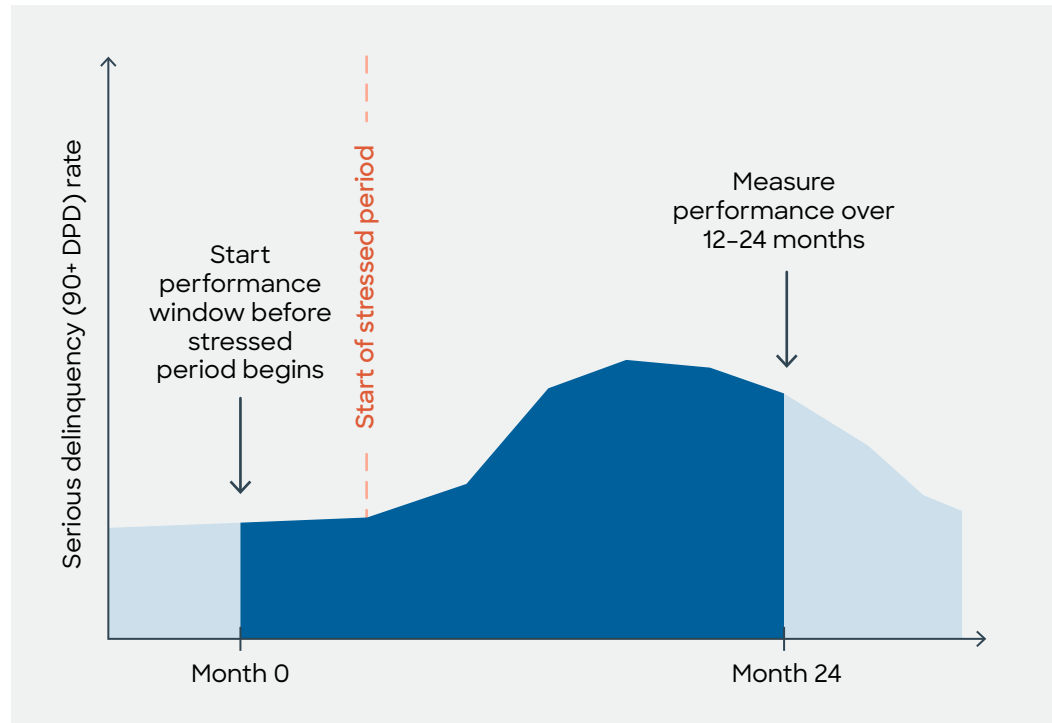 Serious delinquency (90+ DPD) rate
Start
performance
window before
stressed
period begins
Start of stressed period
Measure
performance over
12–24 months
Month 0
Month 24